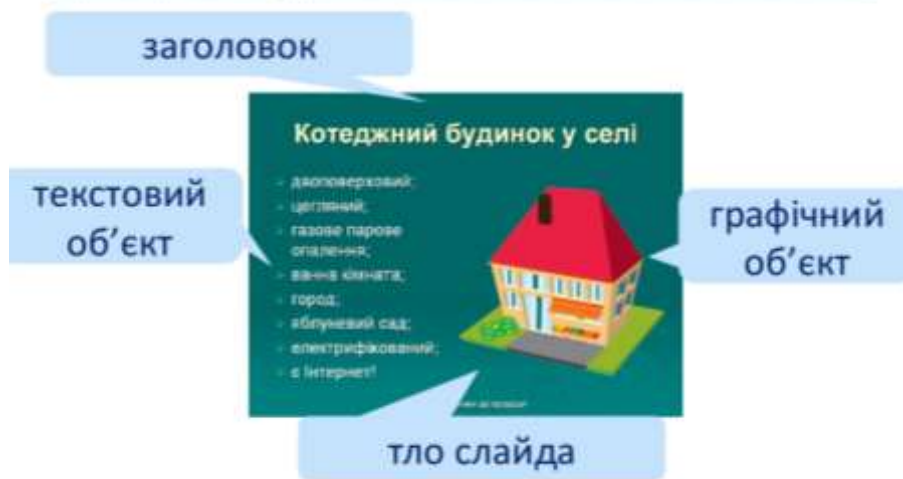 заголовок
Котеджний будинок у селі
двоповерховий;
цегляний;
газове парове
опалення;
ванна кімната;
город;
яблуневий сад;
електрифікований;
є Інтернет!
текстовий
об’єкт
графічний
об’єкт
тло слайда